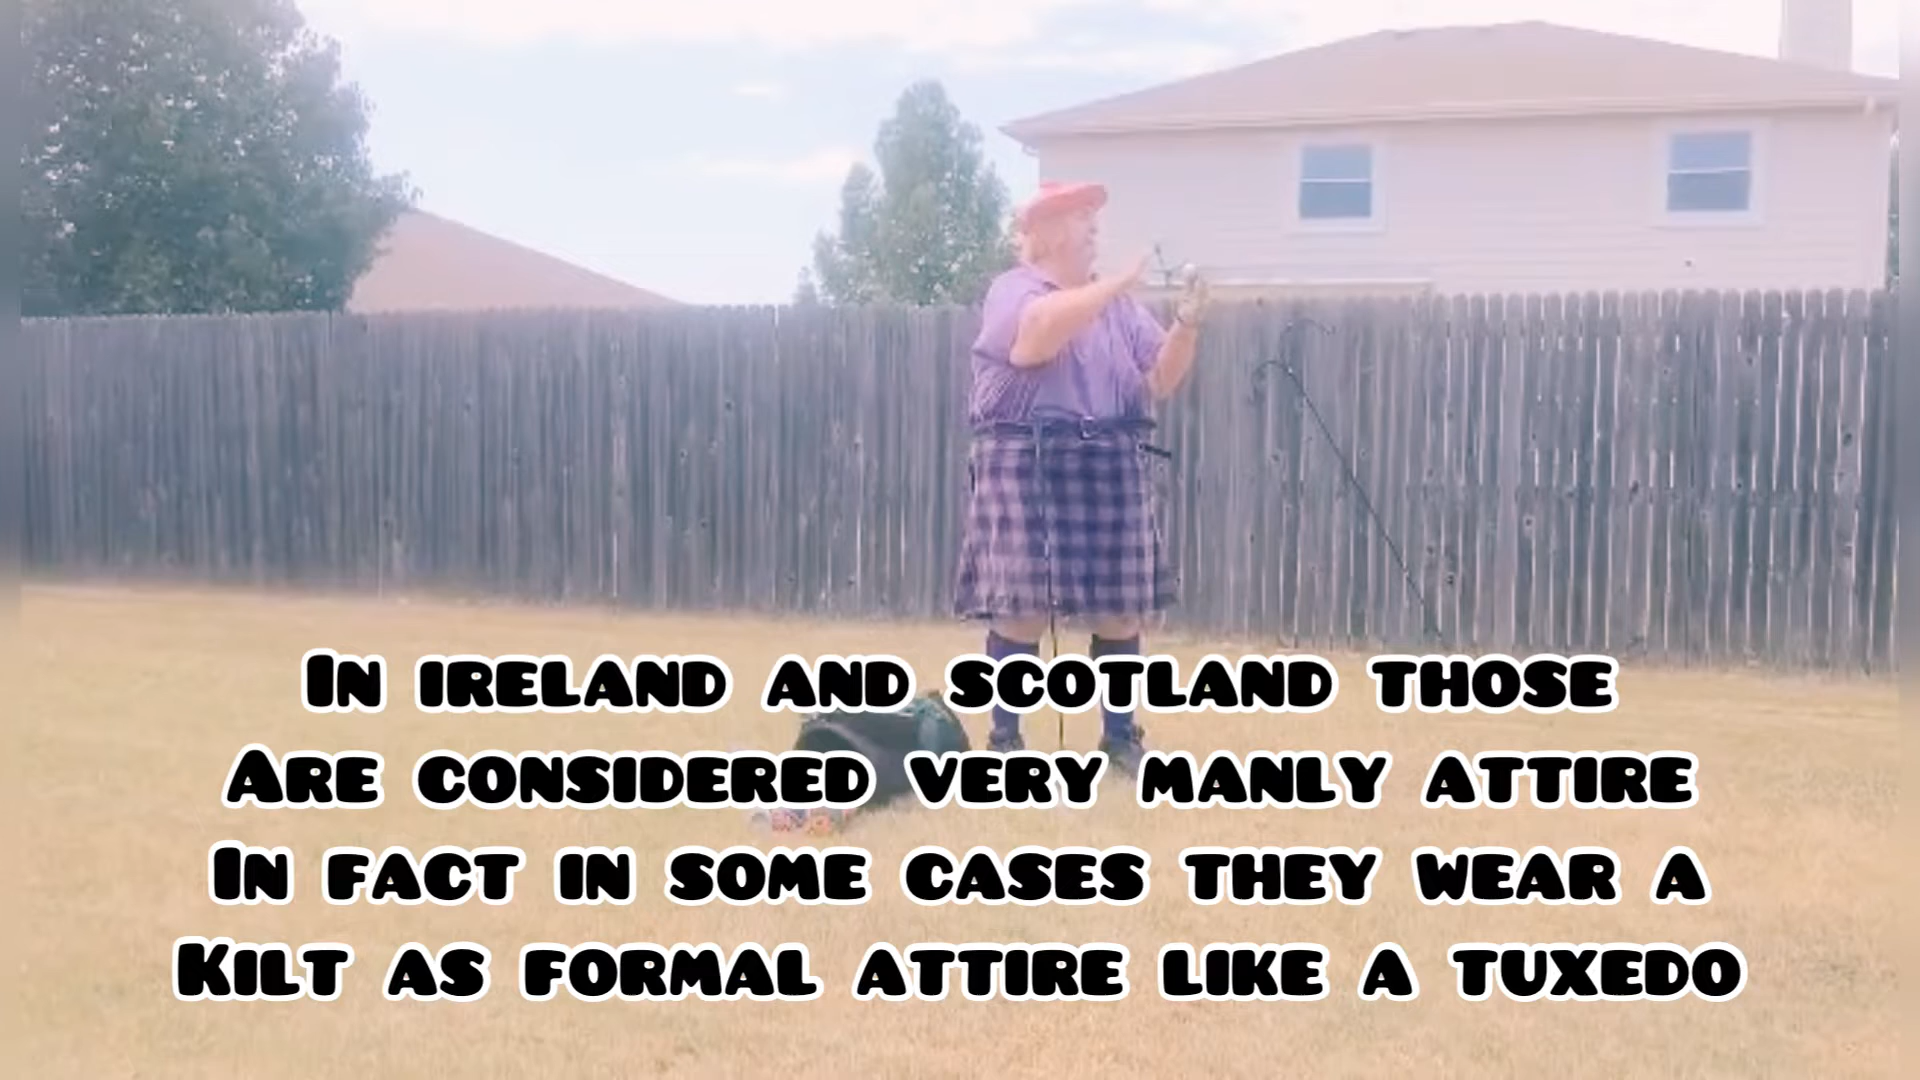 In ireland and scotland those
Are considered very manly attire
In fact in some cases they wear a
Kilt as formal attire like a tuxedo